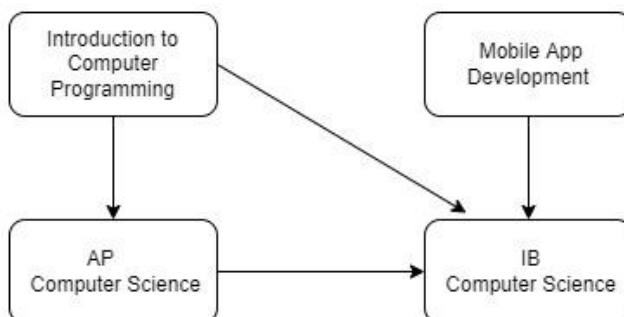 Introduction to
Computer
Programming
Mobile App
Development
AP
Computer Science
IB
Computer Science